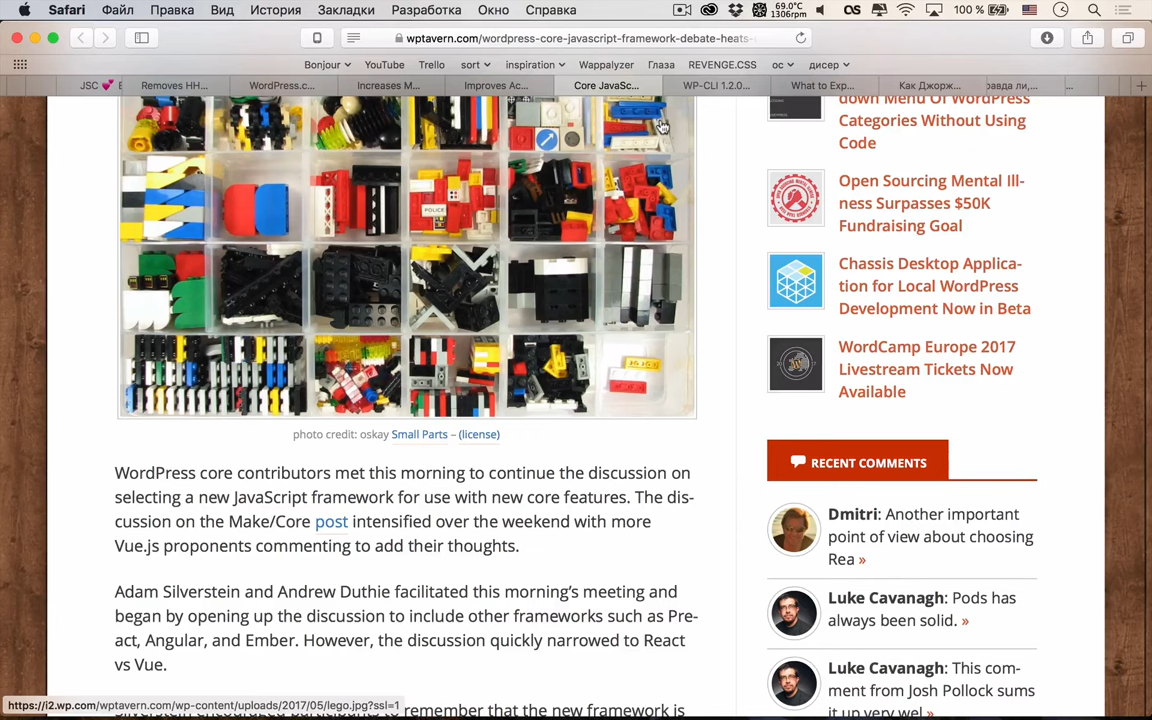 Safari Файл Правка Вид История Закладки Разработка Окно Справка 69.0°C 1306rpm 100 %
wptavern.com/wordpress-core-javascript-framework-debate-heats-
Bonjour YouTube Trello sort inspiration Wappalyzer Глаза REVENGE.CSS ос дисер
JSC 💕 E Removes HH... WordPress.c... Increases M... Improves Ac... Core JavaSc... WP-CLI 1.2.0... What to Exp... Как Джорж... равда ли,... ...
down Menu Of WordPress
Categories Without Using
Code
Open Sourcing Mental Ill-
ness Surpasses $50K
Fundraising Goal
Chassis Desktop Applica-
tion for Local WordPress
Development Now in Beta
WordCamp Europe 2017
Livestream Tickets Now
Available
POLICE
photo credit: oskay Small Parts – (license)
WordPress core contributors met this morning to continue the discussion on
selecting a new JavaScript framework for use with new core features. The dis-
cussion on the Make/Core post intensified over the weekend with more
Vue.js proponents commenting to add their thoughts.
Adam Silverstein and Andrew Duthie facilitated this morning's meeting and
began by opening up the discussion to include other frameworks such as Pre-
act, Angular, and Ember. However, the discussion quickly narrowed to React
vs Vue.
Silverstein encouraged participants to remember that the new framework is
RECENT COMMENTS
Dmitri: Another important
point of view about choosing
Rea »
Luke Cavanagh: Pods has
always been solid. »
Luke Cavanagh: This com-
ment from Josh Pollock sums
it up very wel »
https://i2.wp.com/wptavern.com/wp-content/uploads/2017/05/lego.jpg?ssl=1